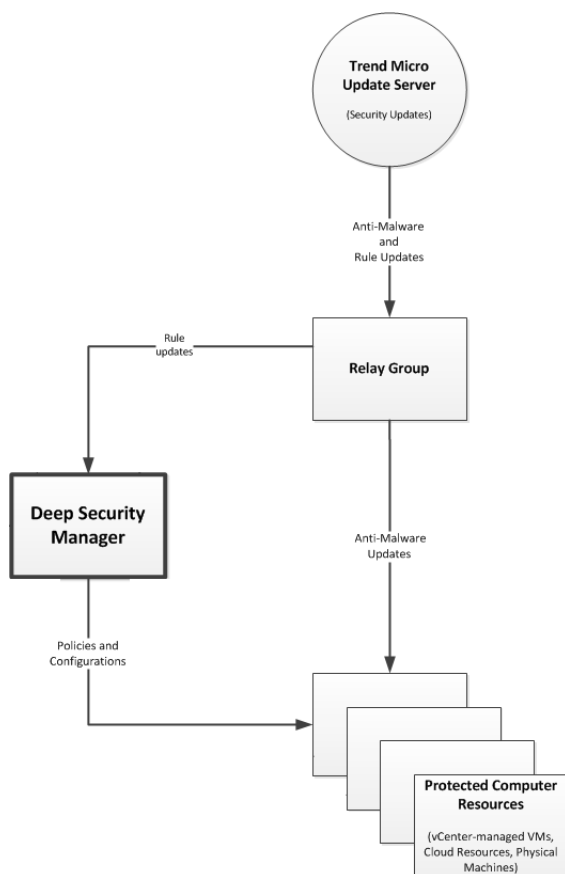 Trend Micro
Update Server
(Security Updates)
Anti-Malware
and
Rule Updates
Rule
updates
Relay Group
Deep Security
Manager
Anti-Malware
Updates
Policies and
Configurations
Protected Computer
Resources
(vCenter-managed VMs,
Cloud Resources, Physical
Machines)